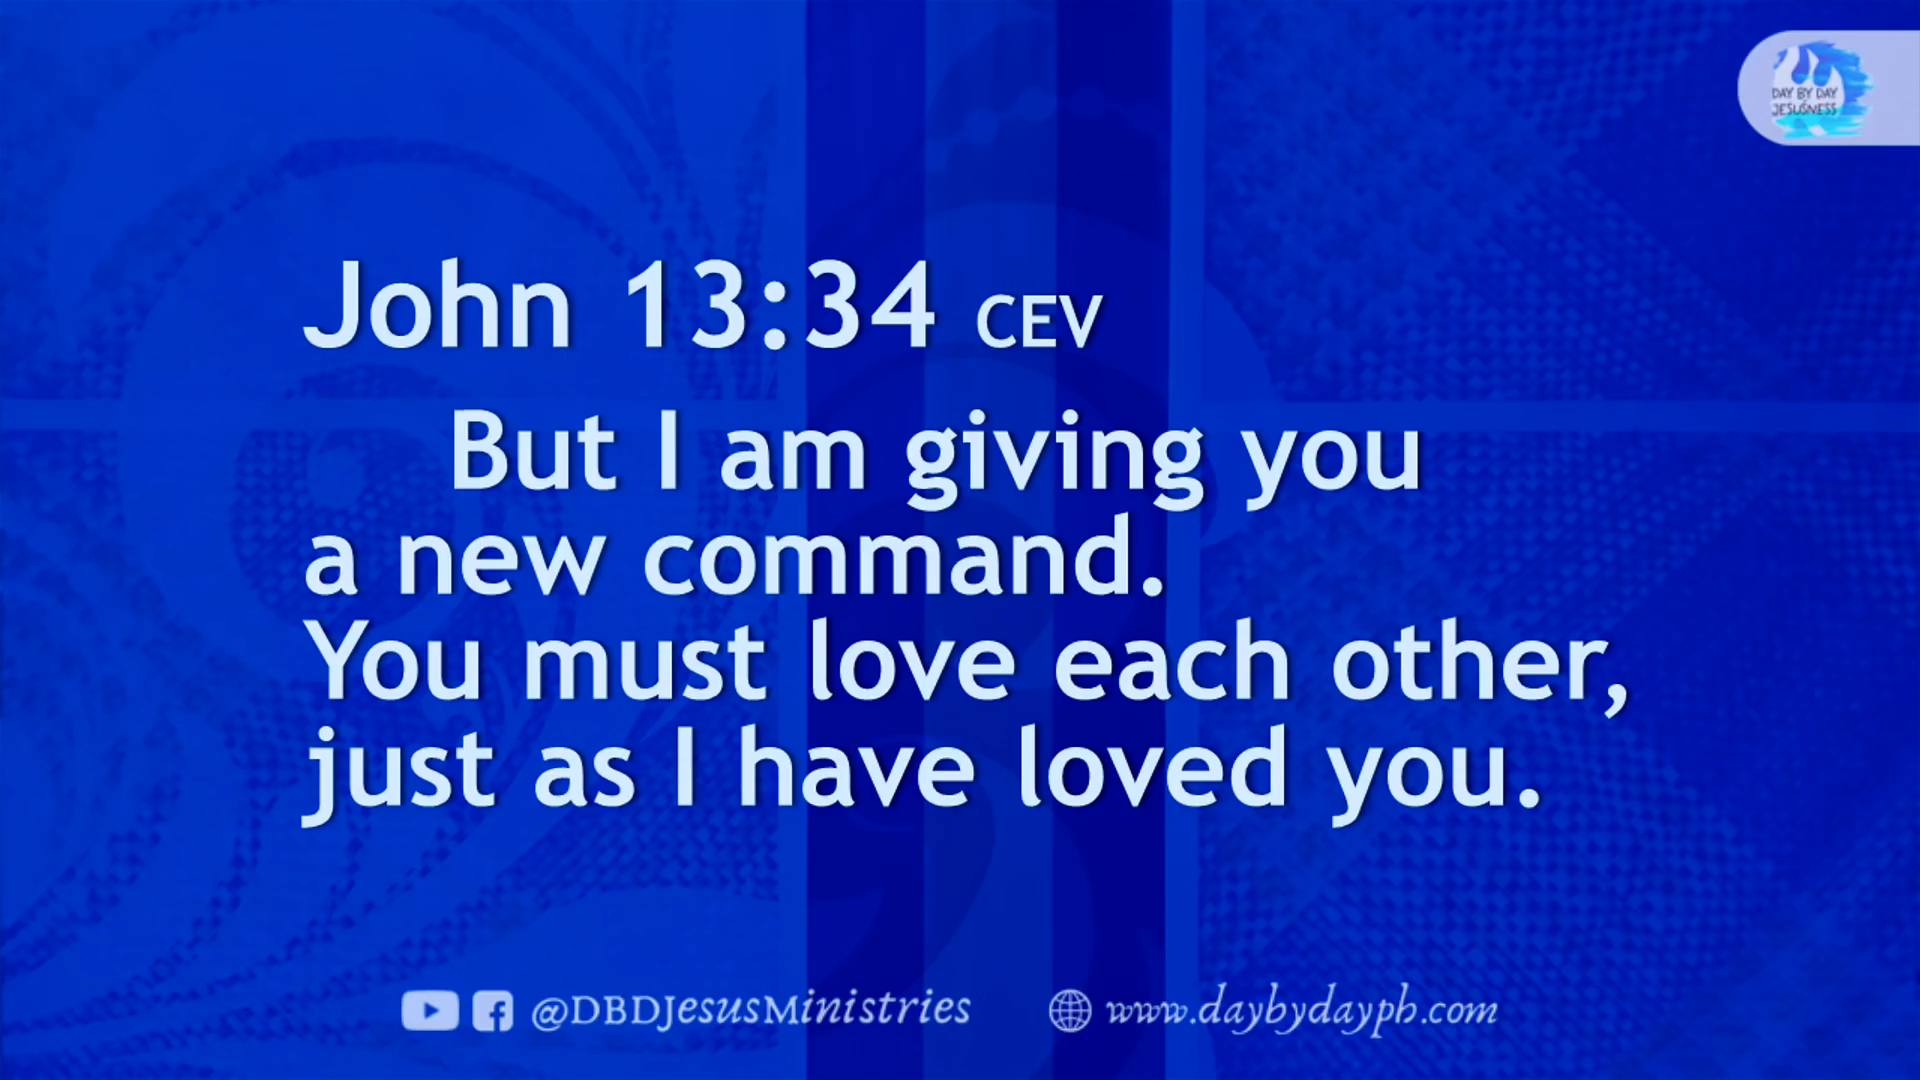 DAY BY DAY
JESUSNESS
John 13:34 CEV
But I am giving you
a new command.
You must love each other,
just as I have loved you.
@DBDJesusMinistries
www.daybydayph.com